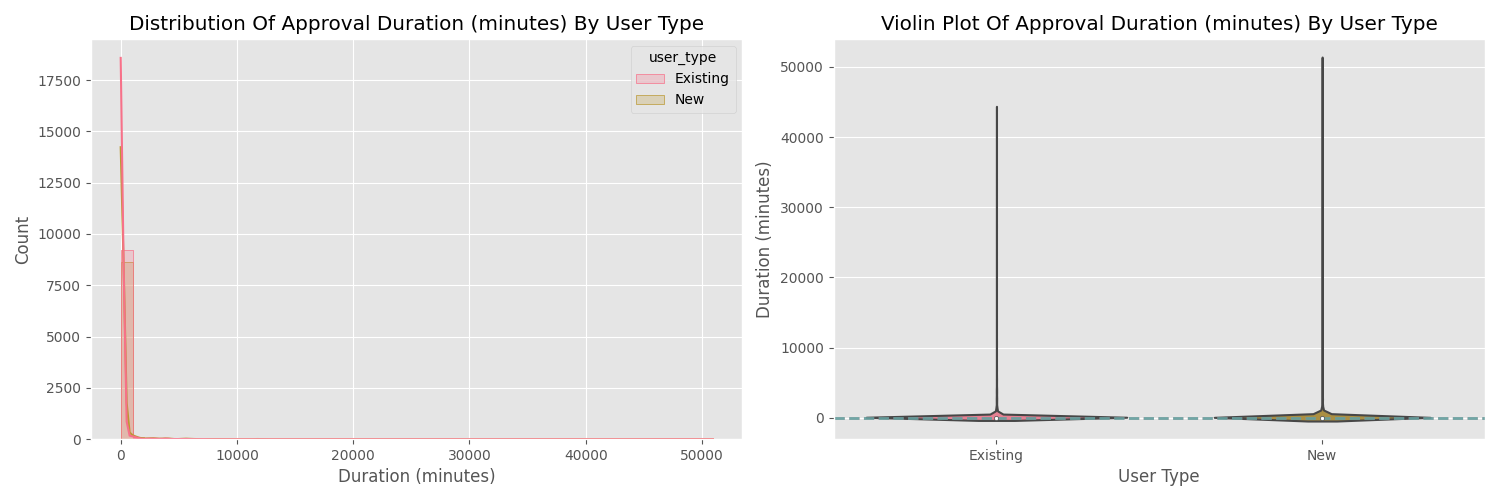 Distribution Of Approval Duration (minutes) By User Type
17500
15000
12500
10000
7500
5000
2500
0
Count
0 10000 20000 30000 40000 50000
Duration (minutes)
user_type
Existing
New
Violin Plot Of Approval Duration (minutes) By User Type
50000
40000
30000
20000
10000
0
Duration (minutes)
Existing New
User Type